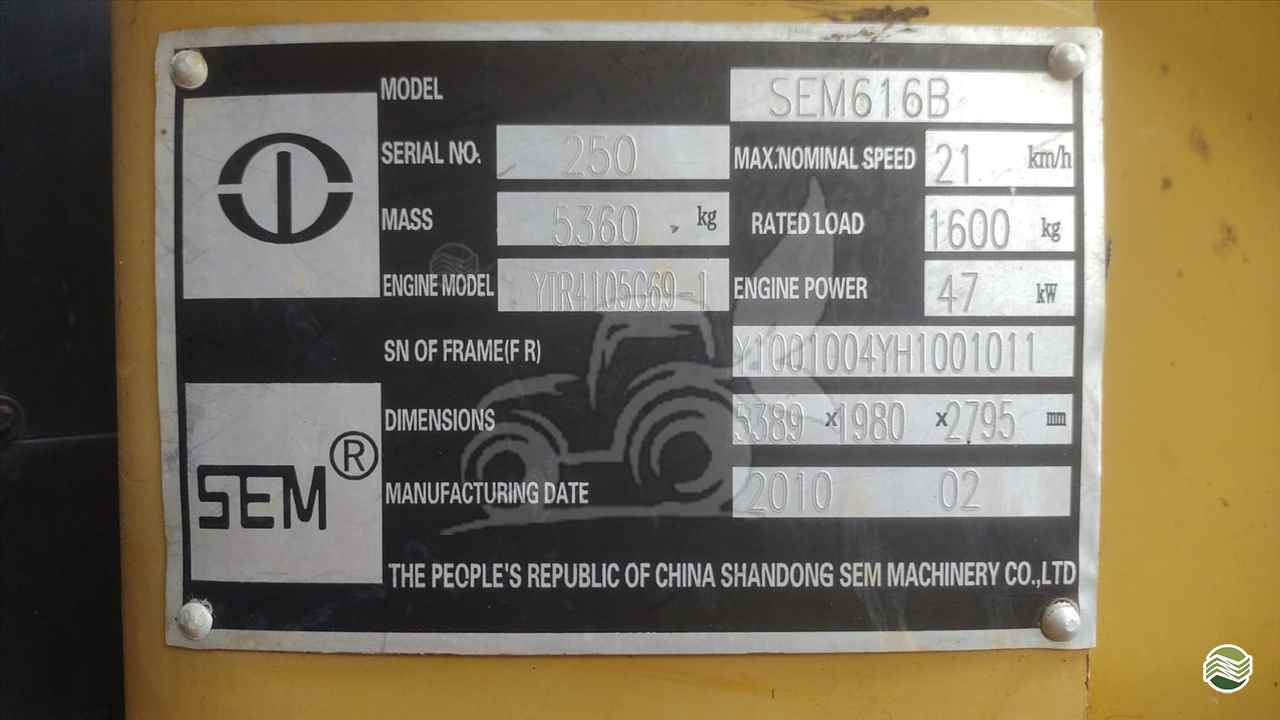 MODEL SEM616B
SERIAL NO. 250 MAX.NOMINAL SPEED 21 km/h
MASS 5360 kg RATED LOAD 1600 kg
ENGINE MODEL YTR4105G69-1 ENGINE POWER 47 kW
SN OF FRAME(F R) Y1001004YH1001011
DIMENSIONS 5389 x 1980 x 2795 mm
SEM®
MANUFACTURING DATE 2010 02
THE PEOPLE'S REPUBLIC OF CHINA SHANDONG SEM MACHINERY CO.,LTD